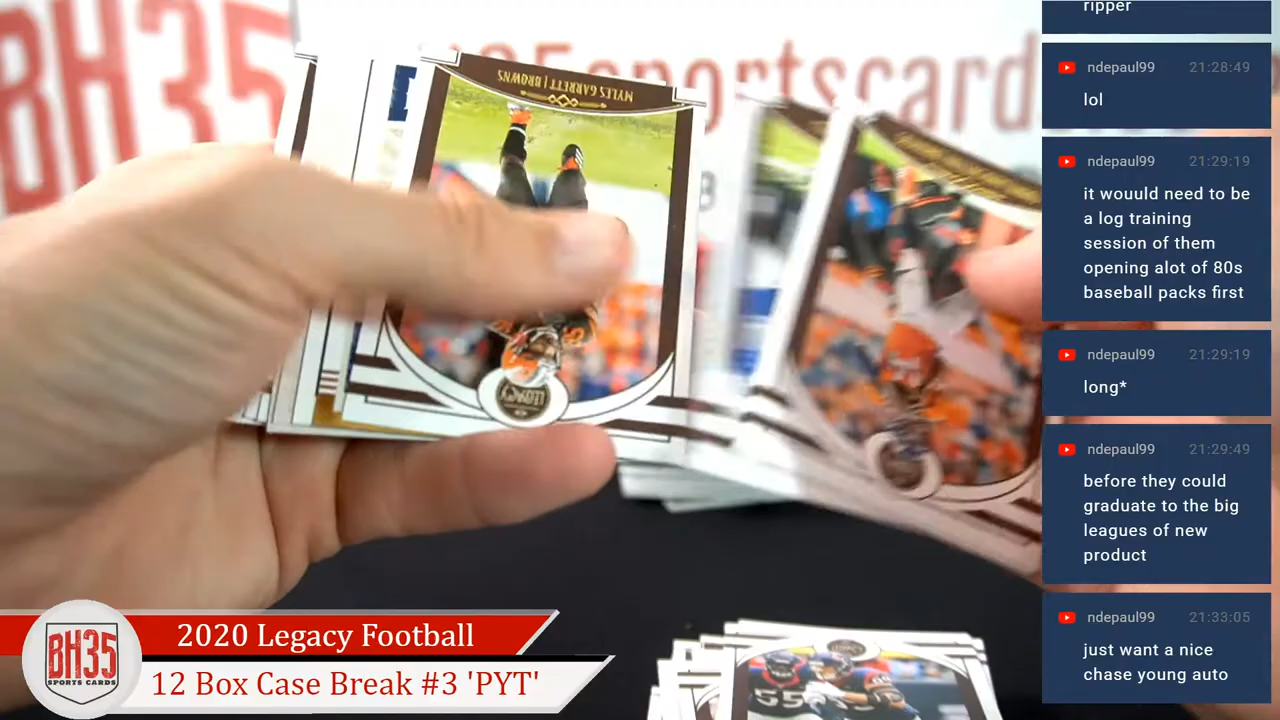 BH35
BH35sportscard
MYLES GARRETT | BROWNS
LEGACY
55
ripper
ndepaul99 21:28:49
lol
ndepaul99 21:29:19
it wouuld need to be
a log training
session of them
opening alot of 80s
baseball packs first
ndepaul99 21:29:19
long*
ndepaul99 21:29:49
before they could
graduate to the big
leagues of new
product
ndepaul99 21:33:05
just want a nice
chase young auto
BH35
SPORTS CARDS
2020 Legacy Football
12 Box Case Break #3 'PYT'